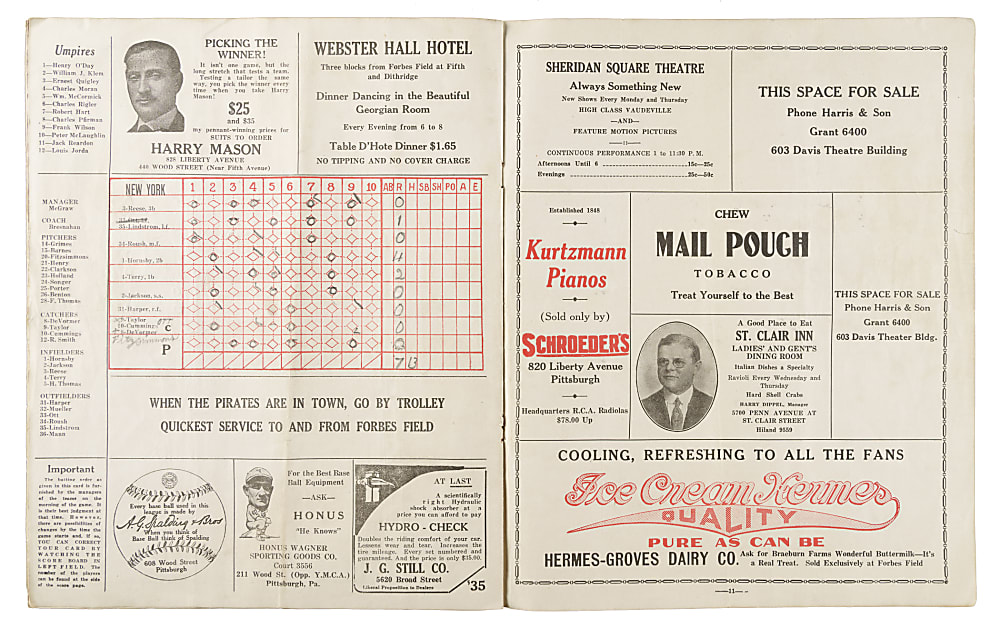 Umpires
1—Henry O'Day
2—William J. Klem
3—Ernest Quigley
4—Charles Moran
5—Wm. McCormick
6—Charles Rigler
7—Robert Hart
8—Charles Pfirman
9—Frank Wilson
10—Peter McLaughlin
11—Jack Reardon
12—Louis Jorda
PICKING THE
WINNER!
It isn't one game, but the
long stretch that tests a team.
Testing a tailor the same
way, you pick the winner every
time when you take Harry
Mason!
$25
and $35
my pennant-winning prices for
SUITS TO ORDER
HARRY MASON
828 LIBERTY AVENUE
440 WOOD STREET (Near Fifth Avenue)
WEBSTER HALL HOTEL
Three blocks from Forbes Field at Fifth
and Dithridge
Dinner Dancing in the Beautiful
Georgian Room
Every Evening from 6 to 8
Table D'Hote Dinner $1.65
NO TIPPING AND NO COVER CHARGE
MANAGER
McGraw
COACH
Bresnahan
PITCHERS
14-Grimes
15-Barnes
20-Fitzsimmons
21-Henry
22-Clarkson
23-Holland
24-Songer
25-Porter
26-Benton
28-F. Thomas
CATCHERS
8-DeVormer
9-Taylor
10-Cummings
12-R. Smith
INFIELDERS
1-Hornsby
2-Jackson
3-Reese
4-Terry
5-H. Thomas
OUTFIELDERS
31-Harper
32-Mueller
33-Ott
34-Roush
35-Lindstrom
36-Mann
NEW YORK 1 2 3 4 5 6 7 8 9 10 AB R H SB SH PO A E
3-Reese, 3b 0
35-Lindstrom, l.f. 1
34-Roush, m.f. 0
1-Hornsby, 2b 4
4-Terry, 1b 2
2-Jackson, s.s. 0
31-Harper, r.f. 0
9-Taylor
10-Cummings C 0
8-DeVormer
Fitzsimmons P
7 13
WHEN THE PIRATES ARE IN TOWN, GO BY TROLLEY
QUICKEST SERVICE TO AND FROM FORBES FIELD
Important
The batting order as
given in this card is furnished
by the managers
of the teams on the
morning of the game. It
is their best judgment at
that time. However,
there are possibilities of
changes by the time the
game starts and, if so,
YOU CAN CORRECT
YOUR CARD BY
WATCHING THE
SCORE BOARD IN
LEFT FIELD. The
number of the players
can be found at the side
of the score page.
Every base ball used in this
league is made by
A.G. Spalding & Bros
When you think of
Base Ball think of Spalding
608 Wood Street
Pittsburgh
For the Best Base
Ball Equipment
—ASK—
HONUS
"He Knows"
HONUS WAGNER
SPORTING GOODS CO.
Court 3556
211 Wood St. (Opp. Y.M.C.A.)
Pittsburgh, Pa.
AT LAST
A scientifically
right Hydraulic
shock absorber at a
price you can afford to pay
HYDRO - CHECK
Doubles the riding comfort of your car.
Lessens wear and tear. Increases the
tire mileage. Every set numbered and
guaranteed. And the price is only $35.00.
J. G. STILL CO.
5620 Broad Street
Liberal Proposition to Dealers
$35
SHERIDAN SQUARE THEATRE
Always Something New
New Shows Every Monday and Thursday
HIGH CLASS VAUDEVILLE
—AND—
FEATURE MOTION PICTURES
CONTINUOUS PERFORMANCE 1 to 11:30 P.M.
Afternoons Until 6 15c—25c
Evenings 25c—50c
THIS SPACE FOR SALE
Phone Harris & Son
Grant 6400
603 Davis Theatre Building
Established 1848
Kurtzmann
Pianos
(Sold only by)
SCHROEDER'S
820 Liberty Avenue
Pittsburgh
Headquarters R.C.A. Radiolas
$78.00 Up
CHEW
MAIL POUCH
TOBACCO
Treat Yourself to the Best
A Good Place to Eat
ST. CLAIR INN
LADIES' AND GENT'S
DINING ROOM
Italian Dishes a Specialty
Ravioli Every Wednesday and
Thursday
Hard Shell Crabs
HARRY DIPPEL, Manager
5700 PENN AVENUE AT
ST. CLAIR STREET
Hiland 9559
THIS SPACE FOR SALE
Phone Harris & Son
Grant 6400
603 Davis Theater Bldg.
COOLING, REFRESHING TO ALL THE FANS
Ice Cream Hermes
QUALITY
PURE AS CAN BE
HERMES-GROVES DAIRY CO. Ask for Braeburn Farms Wonderful Buttermilk—It's
a Real Treat. Sold Exclusively at Forbes Field
—11—